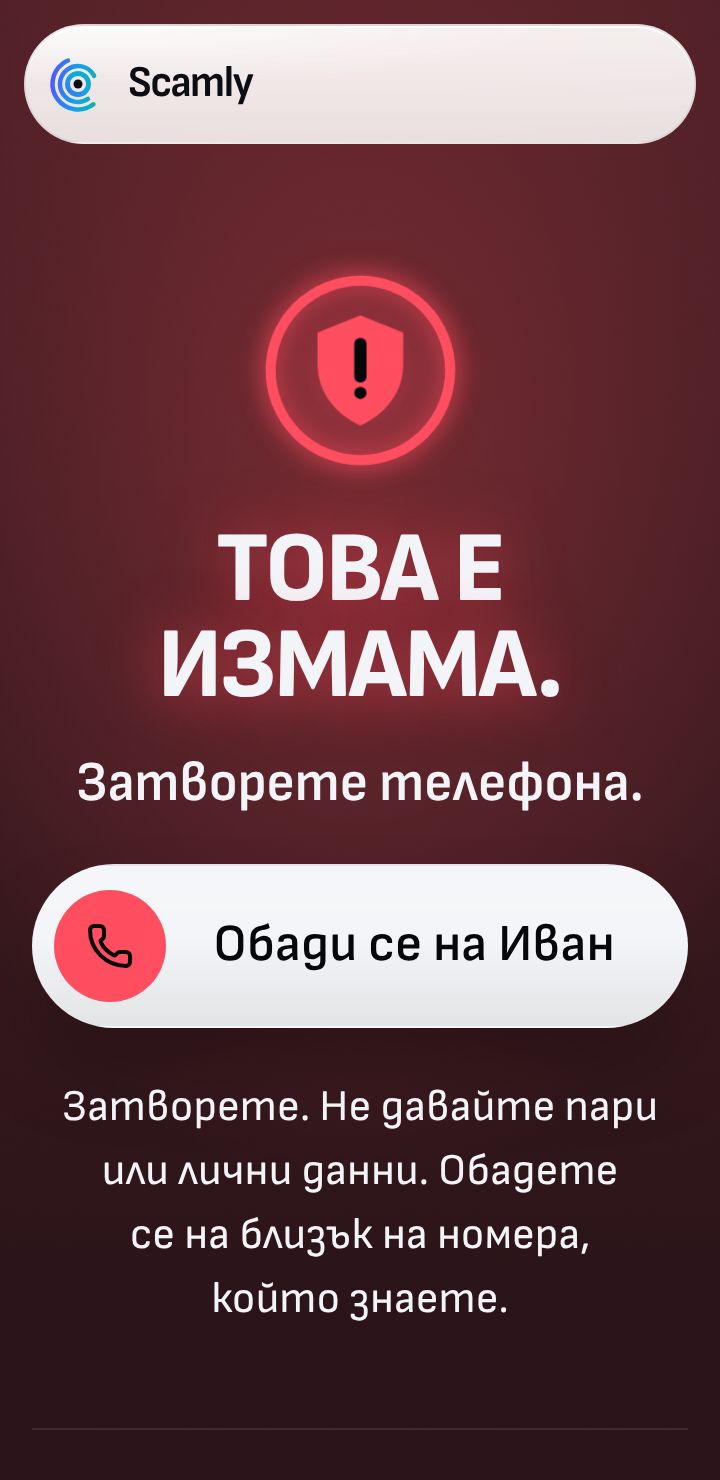 Scamly
ТОВА Е
ИЗМАМА.
Затворете телефона.
Обади се на Иван
Затворете. Не давайте пари
или лични данни. Обадете
се на близък на номера,
който знаете.